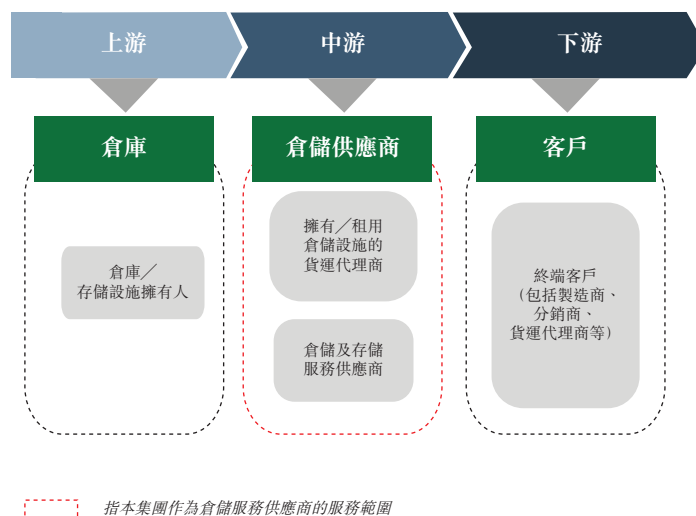 上游
中游
下游
倉庫
倉儲供應商
客戶
倉庫／
存儲設施擁有人
擁有／租用
倉儲設施的
貨運代理商
倉儲及存儲
服務供應商
終端客戶
（包括製造商、
分銷商、
貨運代理商等）
指本集團作為倉儲服務供應商的服務範圍